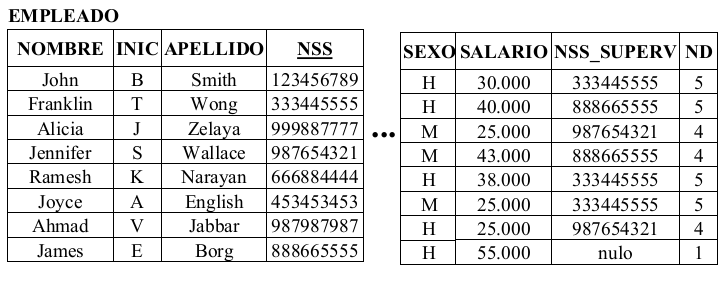 EMPLEADO
NOMBRE INIC APELLIDO NSS ... SEXO SALARIO NSS_SUPERV ND
John B Smith 123456789 H 30.000 333445555 5
Franklin T Wong 333445555 H 40.000 888665555 5
Alicia J Zelaya 999887777 M 25.000 987654321 4
Jennifer S Wallace 987654321 M 43.000 888665555 4
Ramesh K Narayan 666884444 H 38.000 333445555 5
Joyce A English 453453453 M 25.000 333445555 5
Ahmad V Jabbar 987987987 H 25.000 987654321 4
James E Borg 888665555 H 55.000 nulo 1